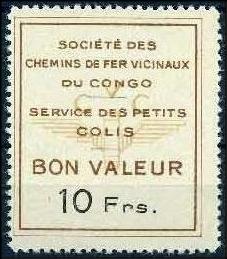 SOCIÉTÉ DES
CHEMINS DE FER VICINAUX
DU CONGO
SERVICE DES PETITS
COLIS
BON VALEUR
10 Frs.